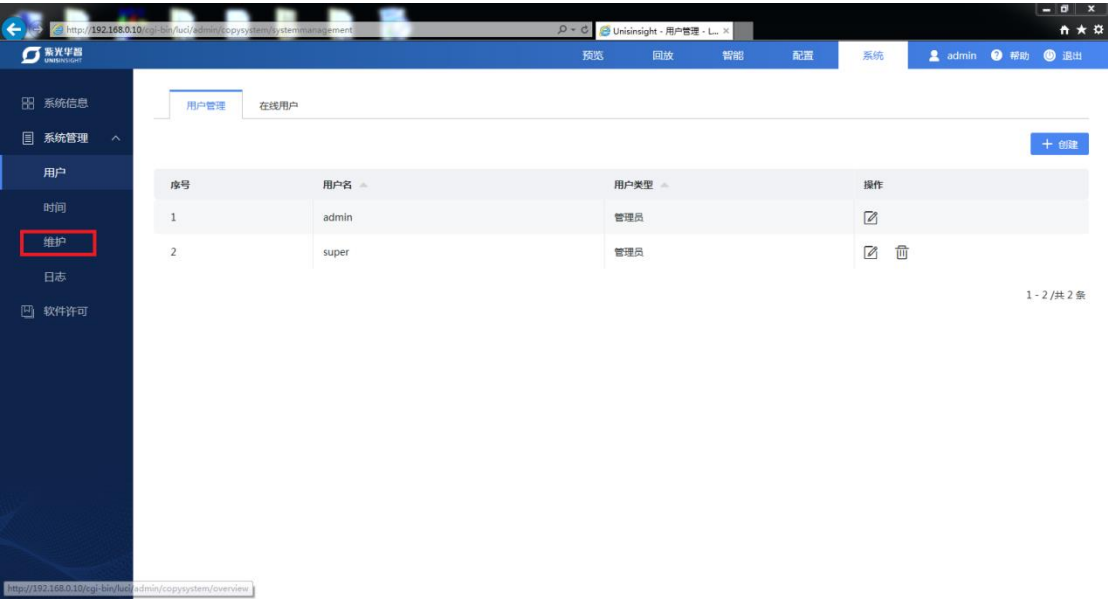 http://192.168.0.10/cgi-bin/luci/admin/copysystem/systemmanagement
Unisinsight - 用户管理 - L...
紫光华智
UNISINSIGHT
预览 回放 智能 配置 系统 admin 帮助 退出
系统信息
系统管理
用户
时间
维护
日志
软件许可
用户管理 在线用户
+ 创建
序号 用户名 用户类型 操作
1 admin 管理员
2 super 管理员
1 - 2 /共 2 条
http://192.168.0.10/cgi-bin/luci/admin/copysystem/overview